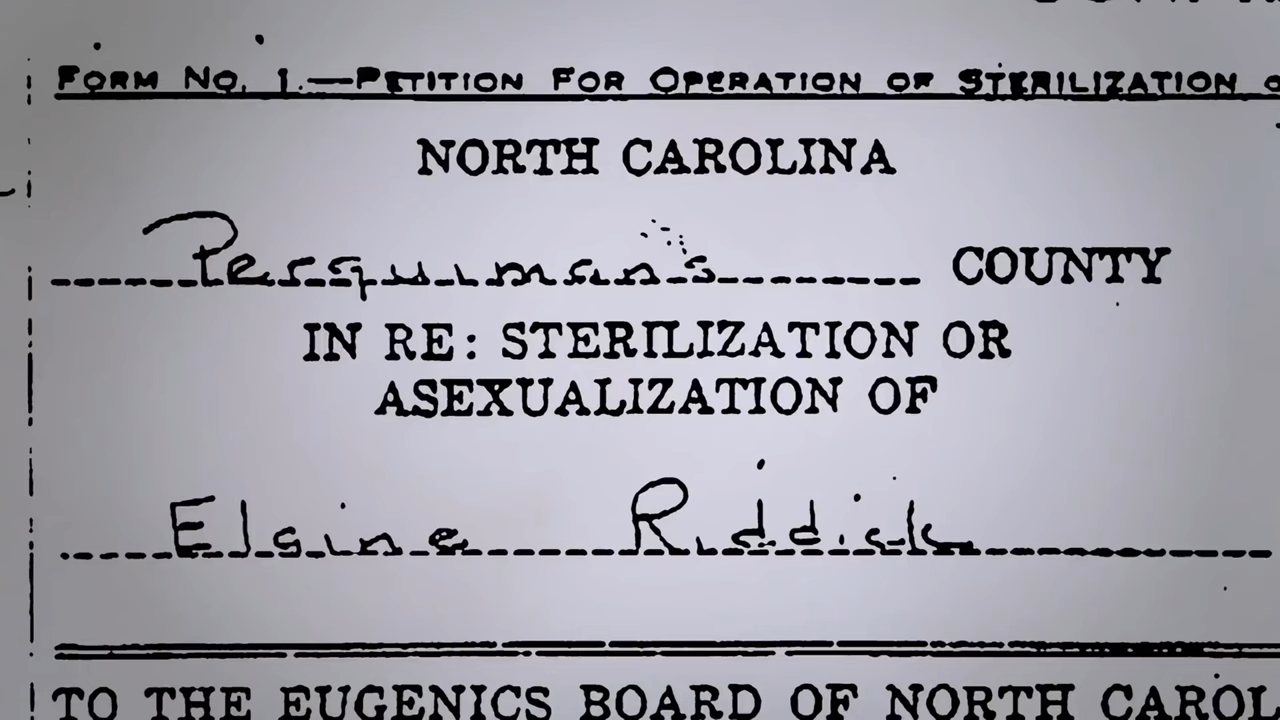 FORM NO. 1.—PETITION FOR OPERATION OF STERILIZATION
NORTH CAROLINA
Perquimans COUNTY
IN RE: STERILIZATION OR
ASEXUALIZATION OF
Elaine Riddick
TO THE EUGENICS BOARD OF NORTH CAROL